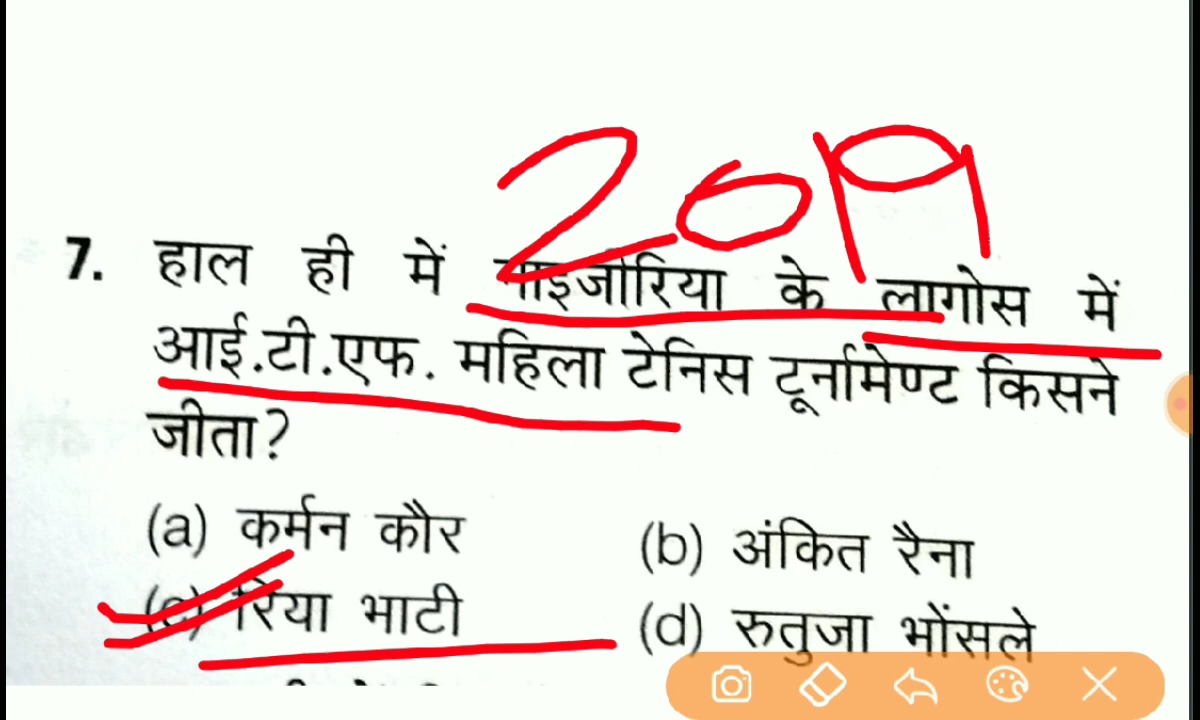 2019
7. हाल ही में नाइजीरिया के लागोस में
आई.टी.एफ. महिला टेनिस टूर्नामेण्ट किसने
जीता?
(a) कर्मन कौर (b) अंकित रैना
(c) रिया भाटी (d) रुतुजा भोंसले